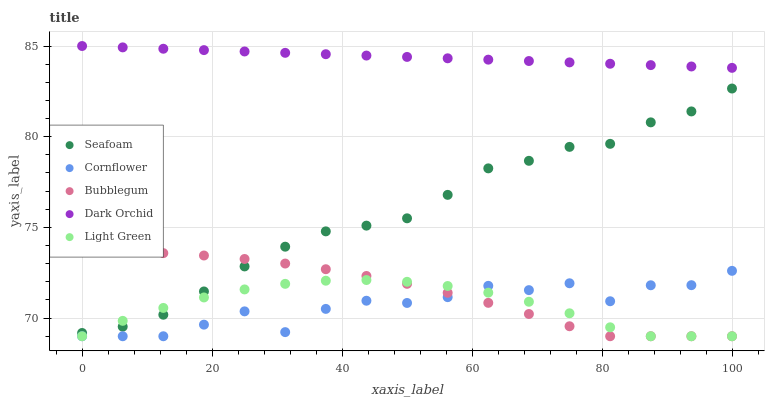 title
85
80
75
70
yaxis_label
Seafoam
Cornflower
Bubblegum
Dark Orchid
Light Green
0 20 40 60 80 100
xaxis_label